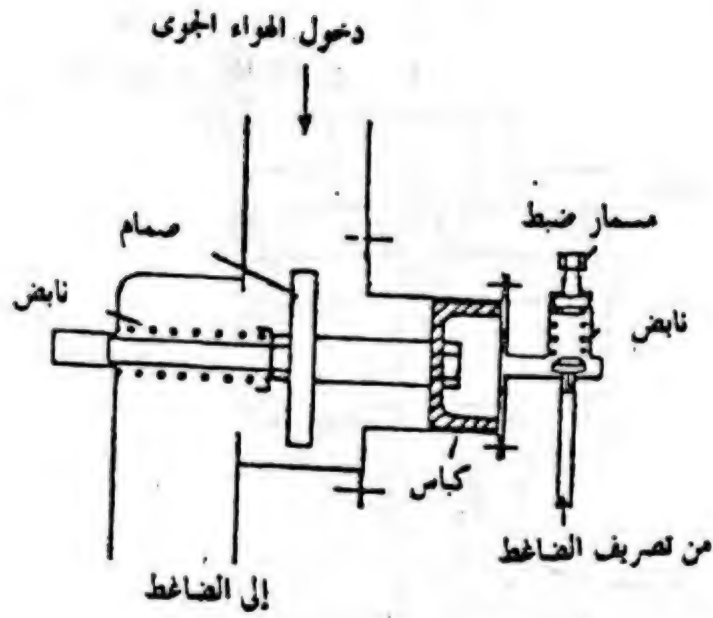 دخول الهواء الجوى
مسمار ضبط
صمام
نابض
نابض
كباس
من تصريف الضاغط
إلى الضاغط